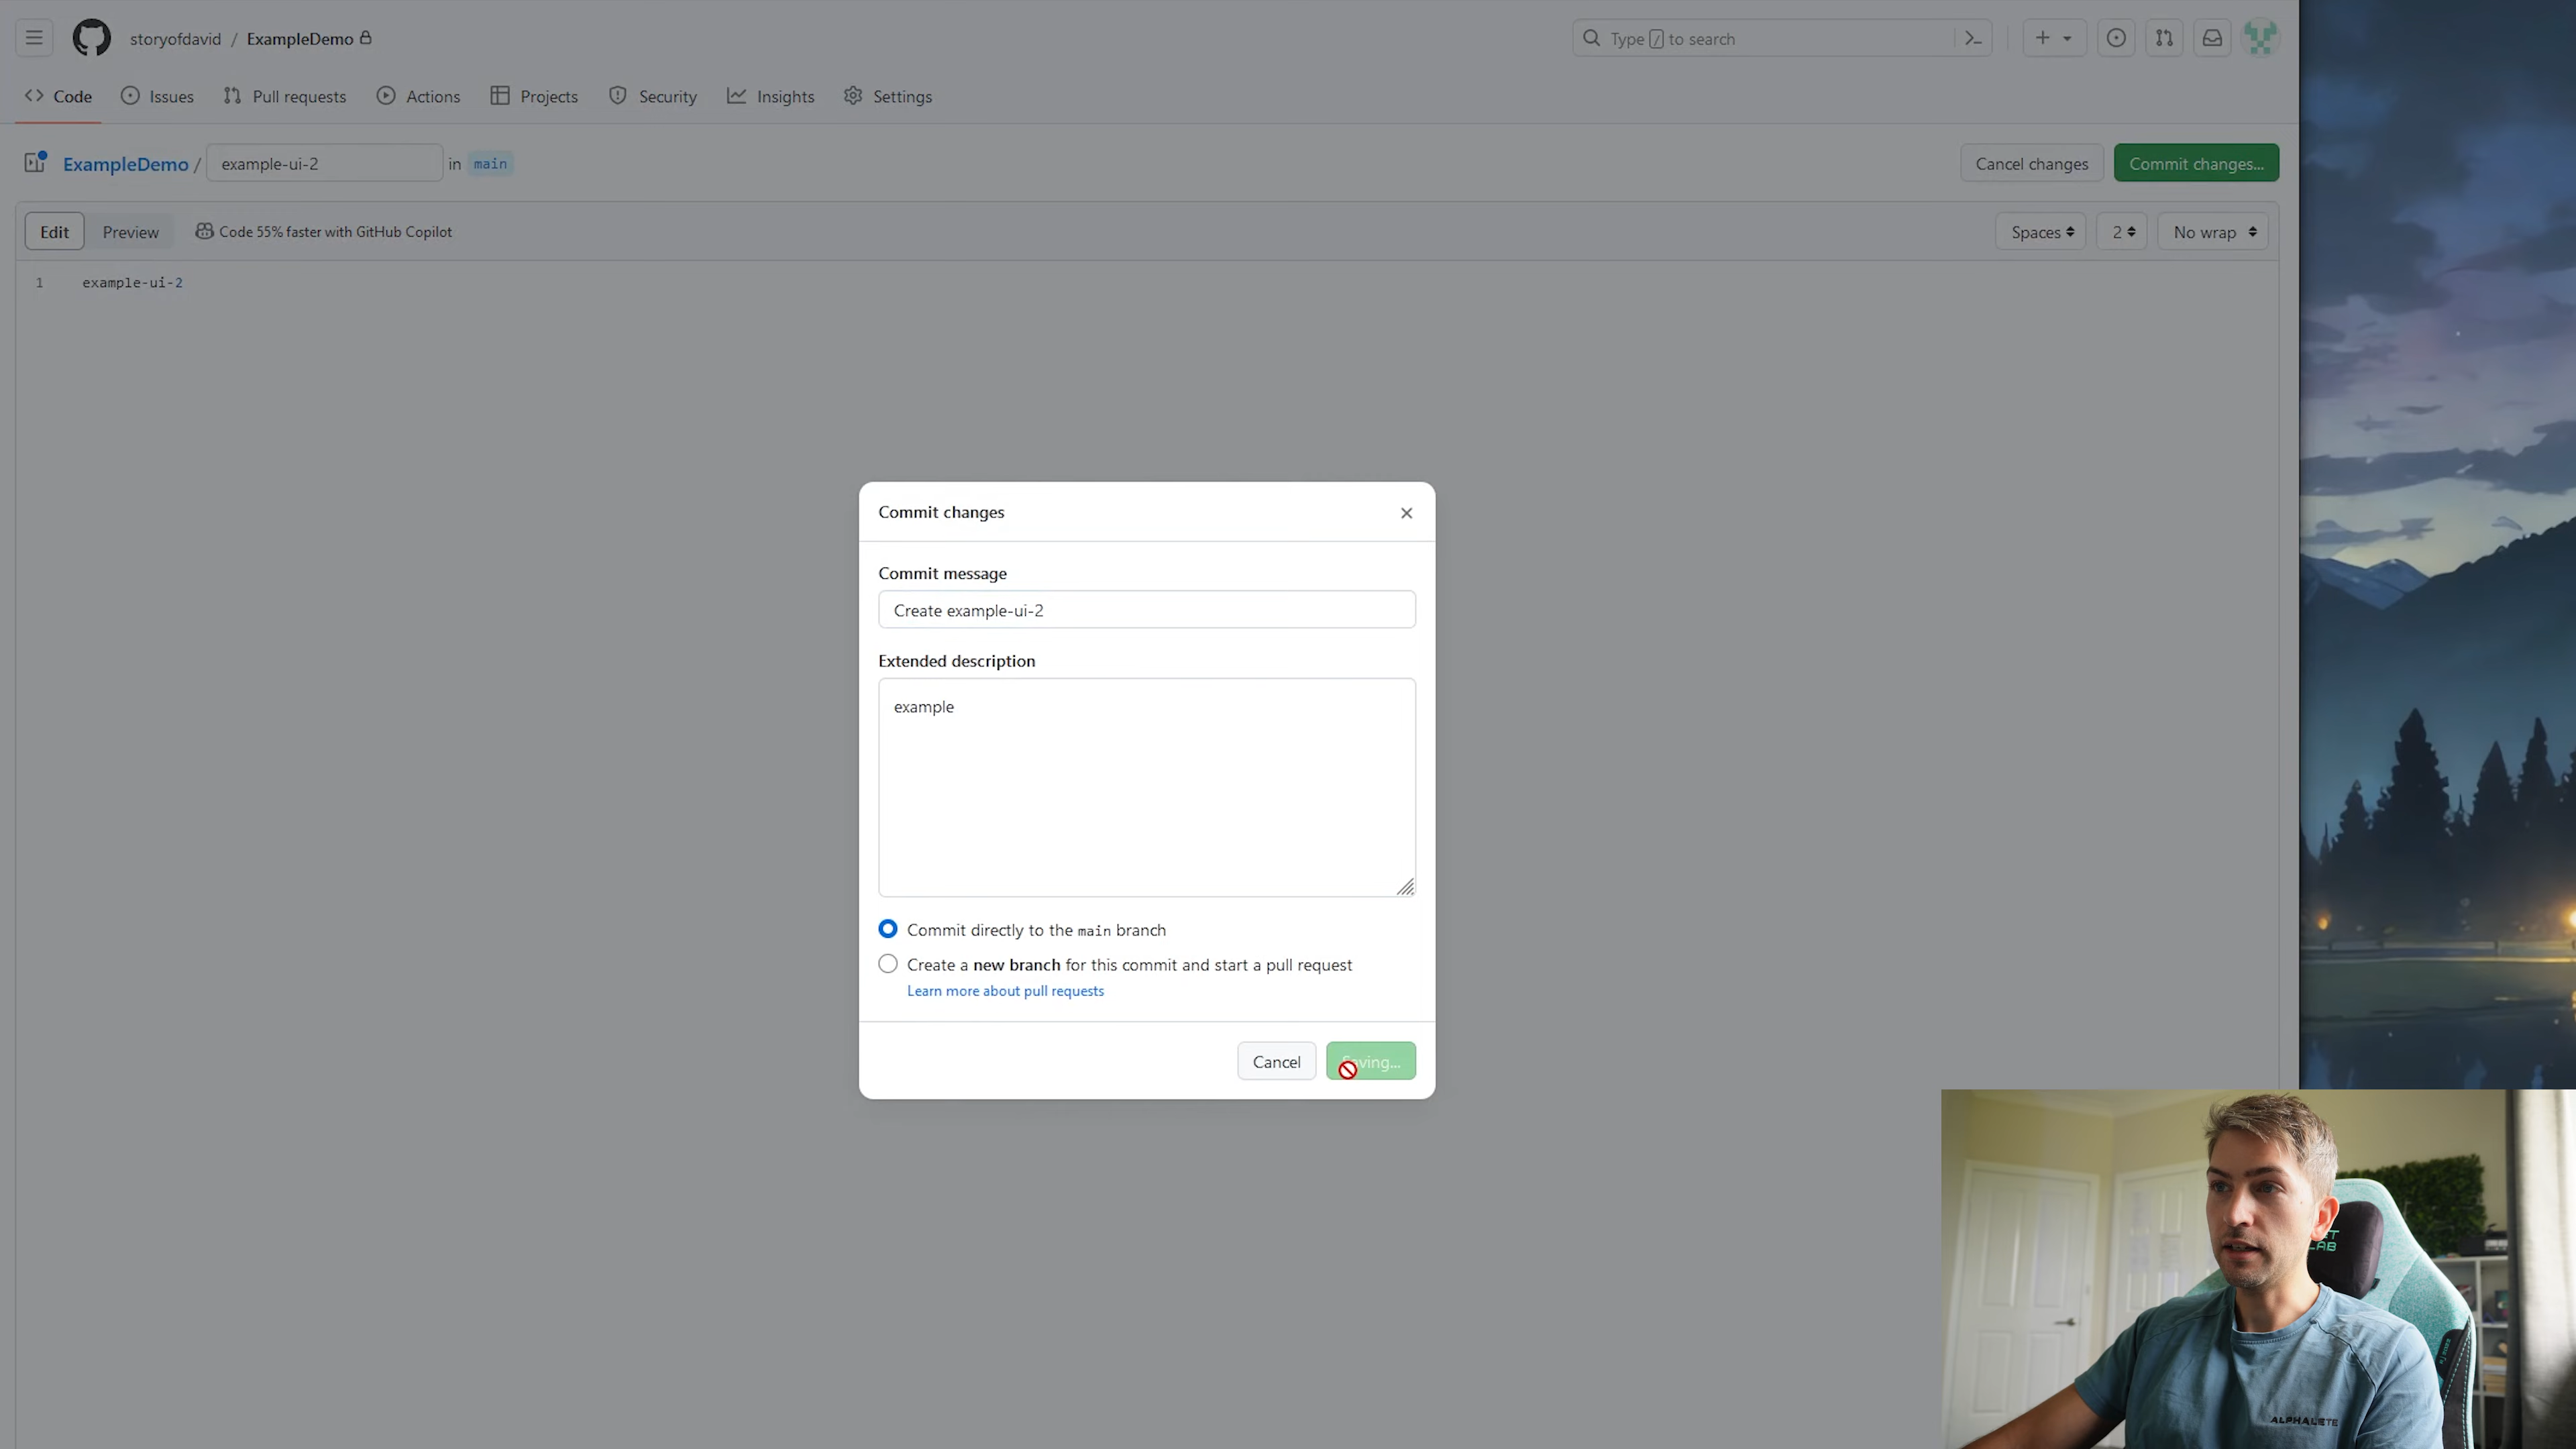 storyofdavid / ExampleDemo
Type / to search
Code
Issues
Pull requests
Actions
Projects
Security
Insights
Settings
ExampleDemo / example-ui-2 in main
Cancel changes
Commit changes...
Edit
Preview
Code 55% faster with GitHub Copilot
Spaces
2
No wrap
1 example-ui-2
Commit changes
Commit message
Create example-ui-2
Extended description
example
Commit directly to the main branch
Create a new branch for this commit and start a pull request
Learn more about pull requests
Cancel
LAB
ALPHALETE